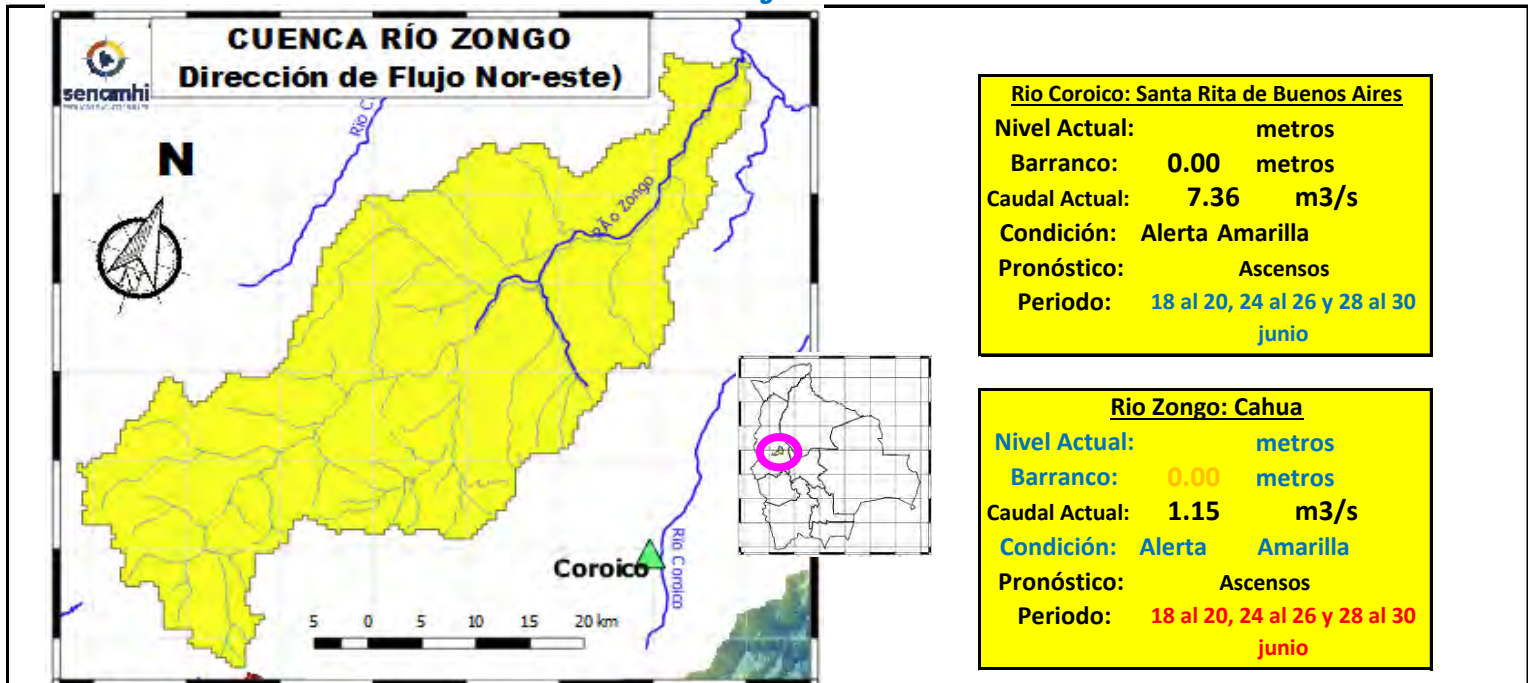 CUENCA RÍO ZONGO
Dirección de Flujo Nor-este)
senamhi
N
Río C
RÃ­o Zongo
Coroico
Río Coroico
5 0 5 10 15 20 km
Rio Coroico: Santa Rita de Buenos Aires
Nivel Actual: metros
Barranco: 0.00 metros
Caudal Actual: 7.36 m3/s
Condición: Alerta Amarilla
Pronóstico: Ascensos
Periodo: 18 al 20, 24 al 26 y 28 al 30
junio
Rio Zongo: Cahua
Nivel Actual: metros
Barranco: 0.00 metros
Caudal Actual: 1.15 m3/s
Condición: Alerta Amarilla
Pronóstico: Ascensos
Periodo: 18 al 20, 24 al 26 y 28 al 30
junio